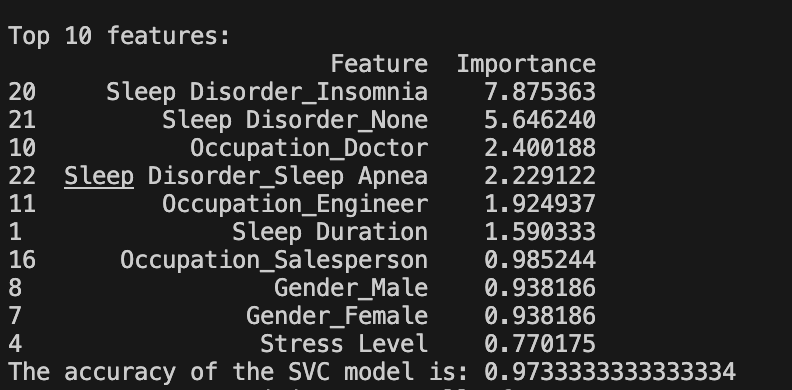 Top 10 features:
Feature Importance
20 Sleep Disorder_Insomnia 7.875363
21 Sleep Disorder_None 5.646240
10 Occupation_Doctor 2.400188
22 Sleep Disorder_Sleep Apnea 2.229122
11 Occupation_Engineer 1.924937
1 Sleep Duration 1.590333
16 Occupation_Salesperson 0.985244
8 Gender_Male 0.938186
7 Gender_Female 0.938186
4 Stress Level 0.770175
The accuracy of the SVC model is: 0.9733333333333334